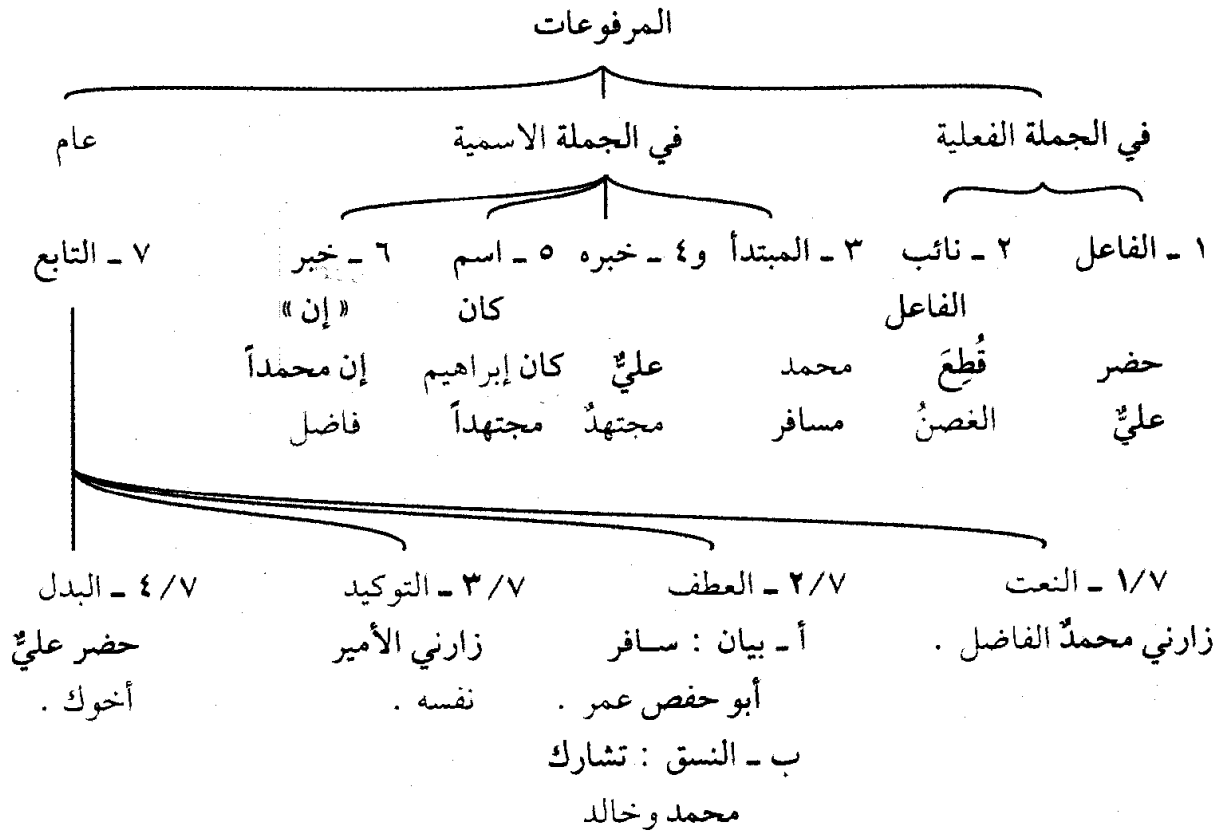 المرفوعات
في الجملة الفعلية في الجملة الاسمية عام
١ ـ الفاعل ٢ ـ نائب ٣ ـ المبتدأ و٤ ـ خبره ٥ ـ اسم ٦ ـ خبر ٧ ـ التابع
الفاعل كان « إن »
حضر قُطِعَ محمد عليٌّ كان إبراهيم إن محمداً
عليٌّ الغصنُ مسافر مجتهدٌ مجتهداً فاضل
١/٧ ـ النعت ٢/٧ ـ العطف ٣/٧ ـ التوكيد ٤/٧ ـ البدل
زارني محمدٌ الفاضل . أ ـ بيان : سافر زارني الأمير حضر عليٌّ
أبو حفص عمر . نفسه . أخوك .
ب ـ النسق : تشارك
محمد وخالد